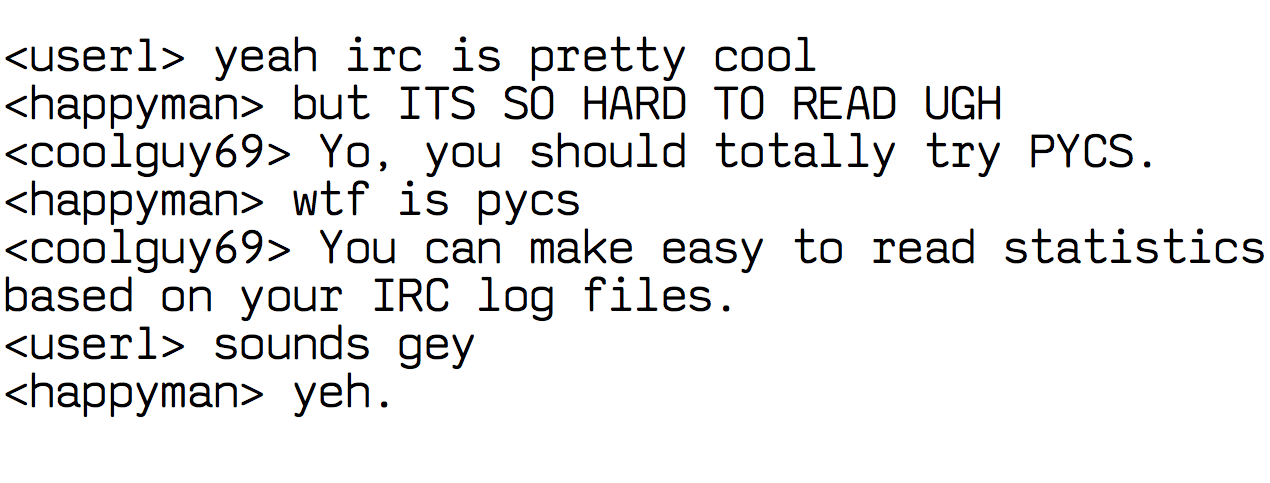 <userl> yeah irc is pretty cool
<happyman> but ITS SO HARD TO READ UGH
<coolguy69> Yo, you should totally try PYCS.
<happyman> wtf is pycs
<coolguy69> You can make easy to read statistics
based on your IRC log files.
<userl> sounds gey
<happyman> yeh.